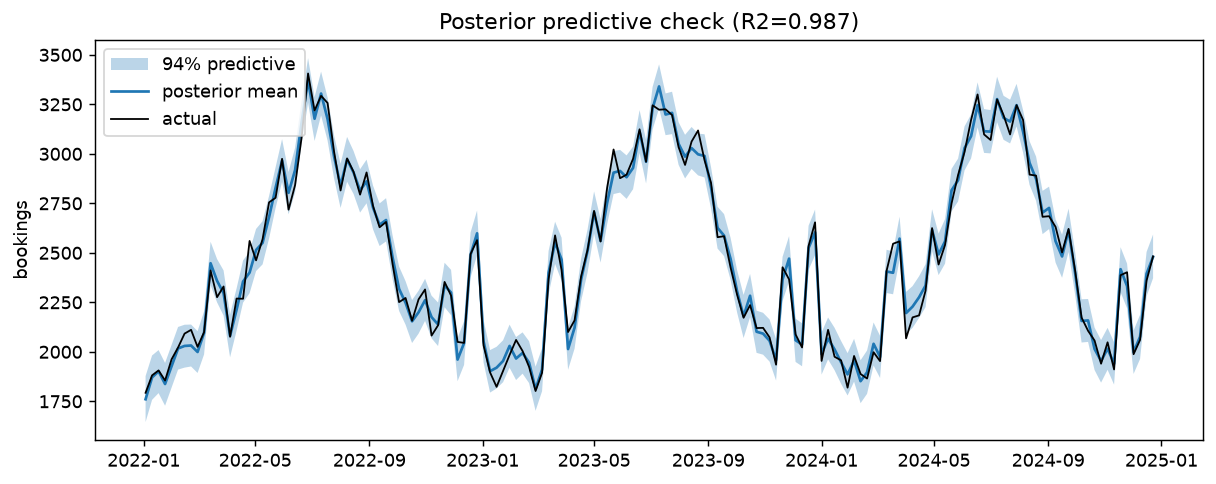 Posterior predictive check (R2=0.987)
94% predictive
posterior mean
actual
bookings
3500
3250
3000
2750
2500
2250
2000
1750
2022-01 2022-05 2022-09 2023-01 2023-05 2023-09 2024-01 2024-05 2024-09 2025-01